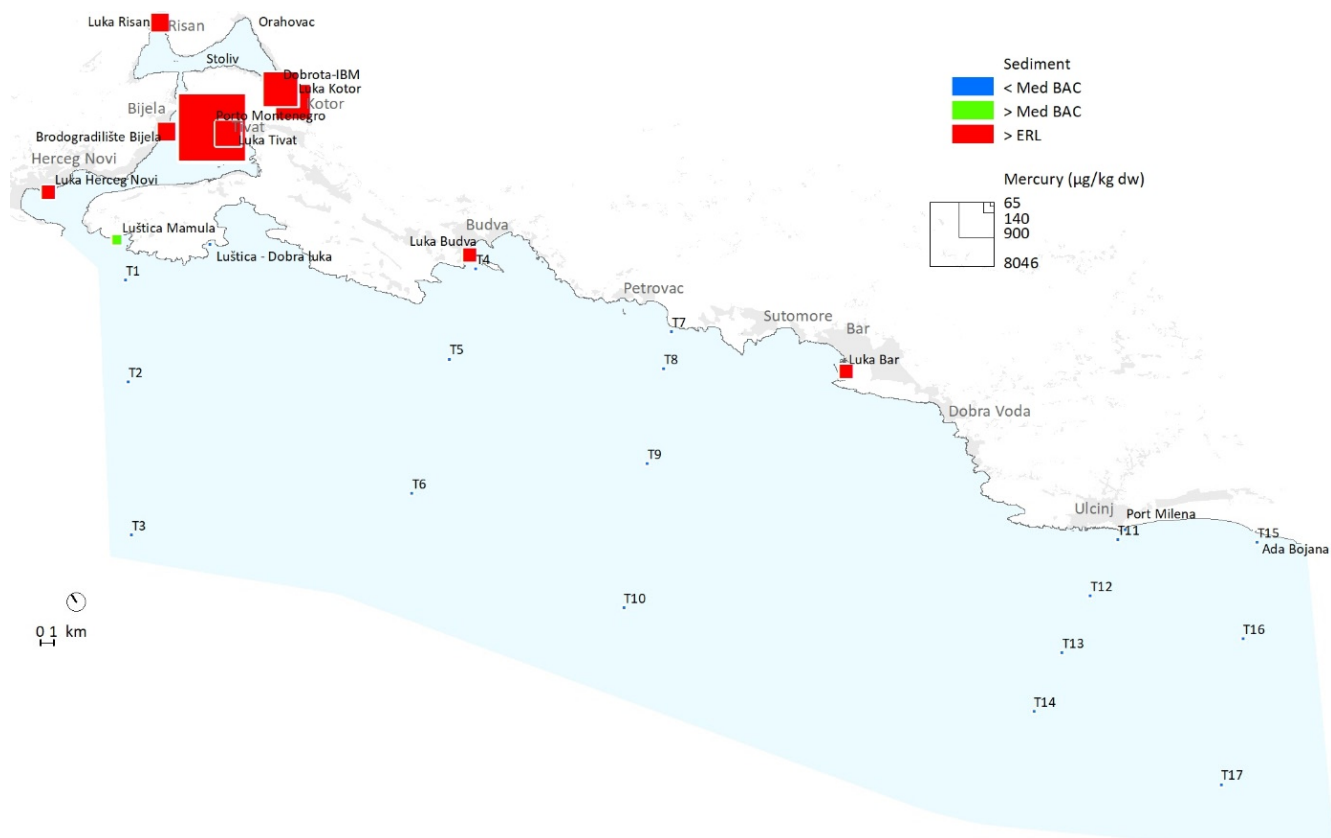 Luka Risan
Risan
Orahovac
Stoliv
Sediment
< Med BAC
> Med BAC
> ERL
Dobrota-IBM
Luka Kotor
Kotor
Bijela
Porto Montenegro
Tivat
Brodogradilište Bijela
Luka Tivat
Herceg Novi
Luka Herceg Novi
Mercury (µg/kg dw)
65
140
900
8046
Luštica Mamula
Luštica - Dobra luka
Budva
Luka Budva
T4
T1
Petrovac
Sutomore
Bar
T7
T5
T8
Luka Bar
T2
Dobra Voda
T9
T6
Ulcinj
Port Milena
T3
T11
T15
Ada Bojana
T12
T10
0 1 km
T16
T13
T14
T17